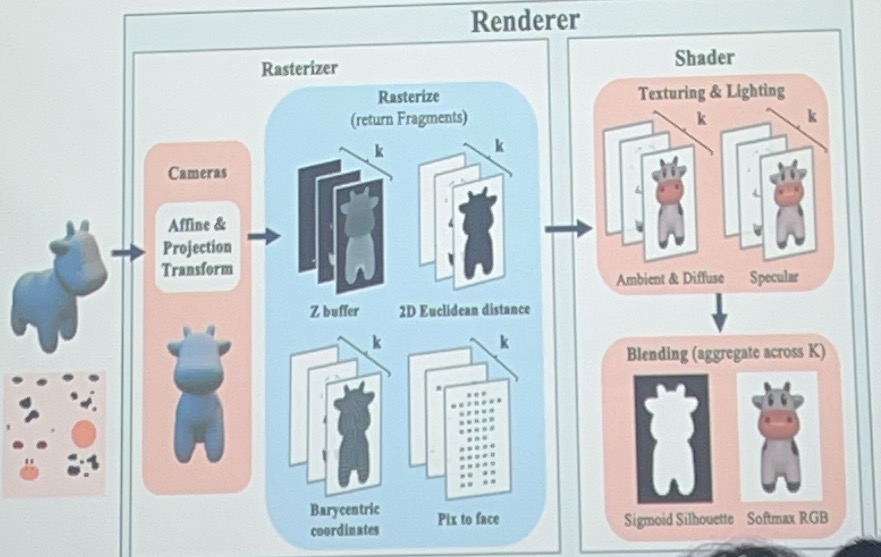 Renderer
Rasterizer
Cameras
Affine &
Projection
Transform
Rasterize
(return Fragments)
k
k
Z buffer
2D Euclidean distance
k
k
Barycentric
coordinates
Pix to face
Shader
Texturing & Lighting
k
k
Ambient & Diffuse
Specular
Blending (aggregate across K)
Sigmoid Silhouette
Softmax RGB